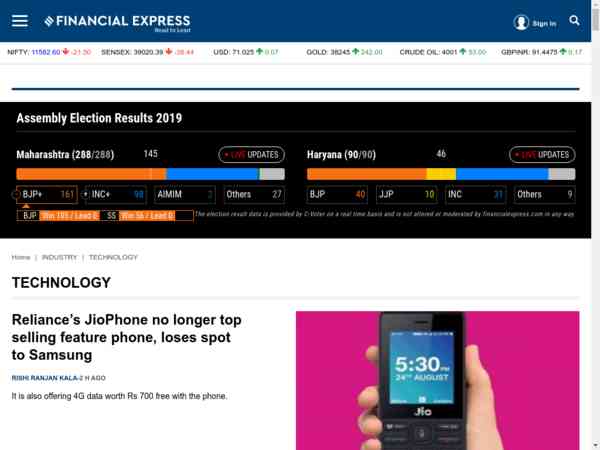 FINANCIAL EXPRESS
Read to Lead
Sign In
NIFTY: 11582.60 -21.50 SENSEX: 39020.39 -38.44 USD: 71.025 0.07 GOLD: 38245 242.00 CRUDE OIL: 4001 53.00 GBPINR: 91.4475 0.17
Assembly Election Results 2019
Maharashtra (288/288) 145 LIVE UPDATES
BJP+ 161 INC+ 98 AIMIM 2 Others 27
BJP Win 105 / Lead 0 SS Win 56 / Lead 0
Haryana (90/90) 46 LIVE UPDATES
BJP 40 JJP 10 INC 31 Others 9
The election result data is provided by C-Voter on a real time basis and is not altered or moderated by financialexpress.com in any way.
Home | INDUSTRY | TECHNOLOGY
TECHNOLOGY
Reliance’s JioPhone no longer top
selling feature phone, loses spot
to Samsung
RISHI RANJAN KALA-2 H AGO
It is also offering 4G data worth Rs 700 free with the phone.
5:30 PM
24TH AUGUST
Jio